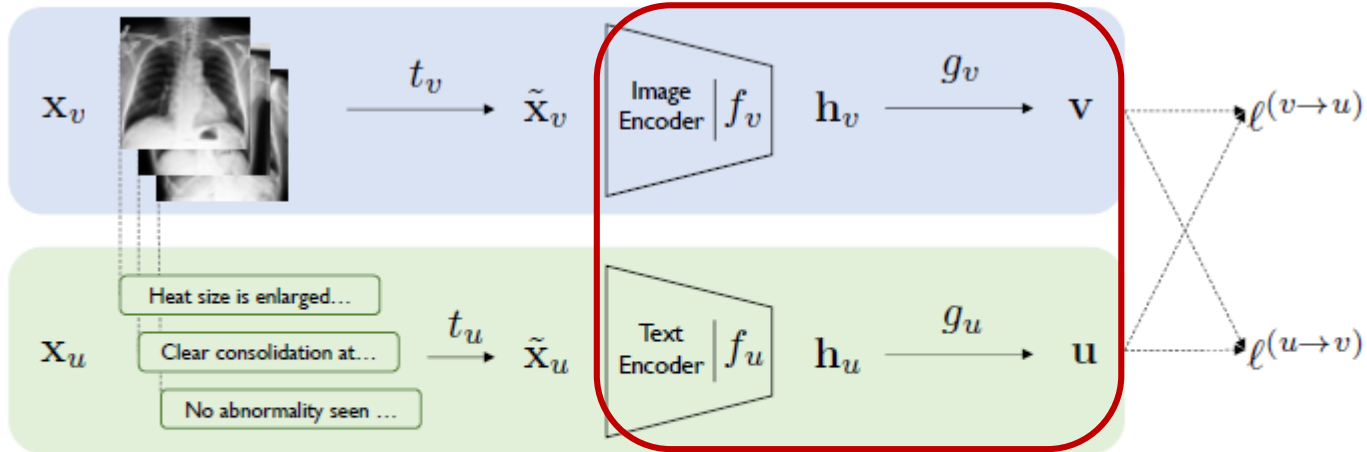 x_v
t_v
x̃_v
Image
Encoder
f_v
h_v
g_v
v
ℓ^(v→u)
Heat size is enlarged…
x_u
Clear consolidation at…
t_u
x̃_u
Text
Encoder
f_u
h_u
g_u
u
ℓ^(u→v)
No abnormality seen …